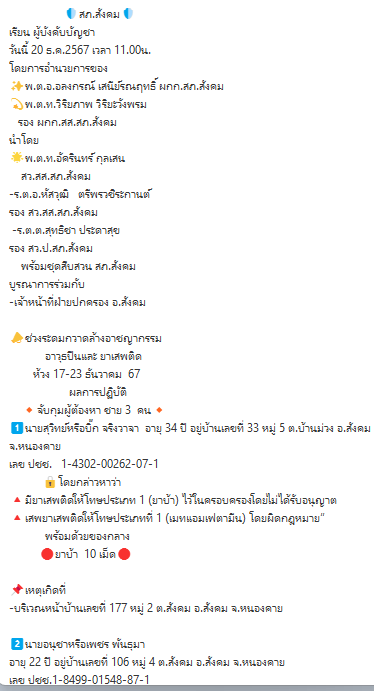 🛡️ สภ.สังคม 🛡️
เรียน ผู้บังคับบัญชา
วันนี้ 20 ธ.ค.2567 เวลา 11.00น.
โดยการอำนวยการของ
✨พ.ต.อ.อลงกรณ์ เสนีย์รณฤทธิ์ ผกก.สภ.สังคม
💫พ.ต.ท.วิริยภาพ วิริยะวังพรม
รอง ผกก.สส.สภ.สังคม
นำโดย
🌟พ.ต.ท.อัครินทร์ กุลเสน
สว.สส.สภ.สังคม
-ร.ต.อ.หัสวุฒิ ตรีพรวชิระกานต์
รอง สว.สส.สภ.สังคม
-ร.ต.ต.สุทธิชา ประดาสุข
รอง สว.ป.สภ.สังคม
พร้อมชุดสืบสวน สภ.สังคม
บูรณาการร่วมกับ
-เจ้าหน้าที่ฝ่ายปกครอง อ.สังคม
📣ช่วงระดมกวาดล้างอาชญากรรม
อาวุธปืนและ ยาเสพติด
ห้วง 17-23 ธันวาคม 67
ผลการปฏิบัติ
🔸จับกุมผู้ต้องหา ชาย 3 คน🔸
1️⃣นายสุวิทย์หรือบิ๊ก จริงวาจา อายุ 34 ปี อยู่บ้านเลขที่ 33 หมู่ 5 ต.บ้านม่วง อ.สังคม
จ.หนองคาย
เลข ปชช. 1-4302-00262-07-1
🔒โดยกล่าวหาว่า
🔺มียาเสพติดให้โทษประเภท 1 (ยาบ้า) ไว้ในครอบครองโดยไม่ได้รับอนุญาต
🔺เสพยาเสพติดให้โทษประเภทที่ 1 (เมทแอมเฟตามีน) โดยผิดกฎหมาย"
พร้อมด้วยของกลาง
🔴ยาบ้า 10 เม็ด🔴
📌เหตุเกิดที่
-บริเวณหน้าบ้านเลขที่ 177 หมู่ 2 ต.สังคม อ.สังคม จ.หนองคาย
2️⃣นายอนุชาหรือเพชร พันธุมา
อายุ 22 ปี อยู่บ้านเลขที่ 106 หมู่ 4 ต.สังคม อ.สังคม จ.หนองคาย
เลข ปชช.1-8499-01548-87-1